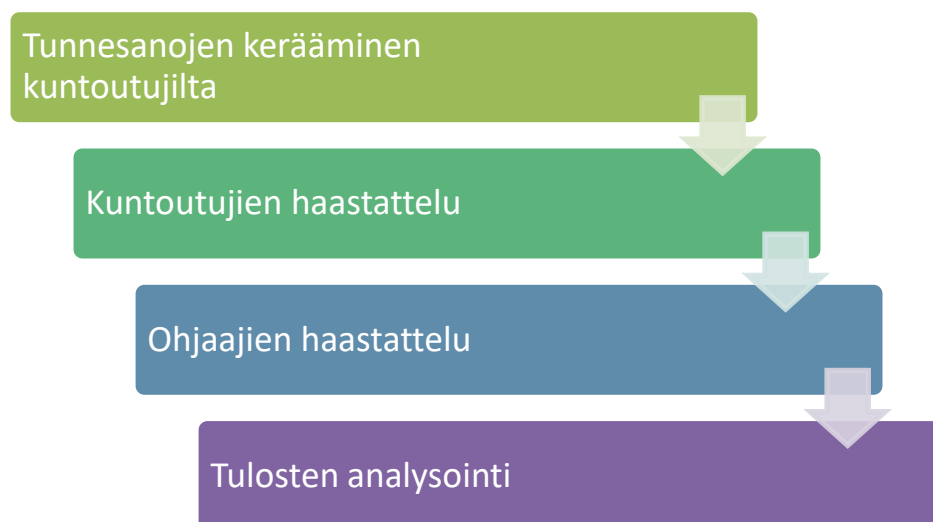 Tunnesanojen kerääminen
kuntoutujilta
Kuntoutujien haastattelu
Ohjaajien haastattelu
Tulosten analysointi